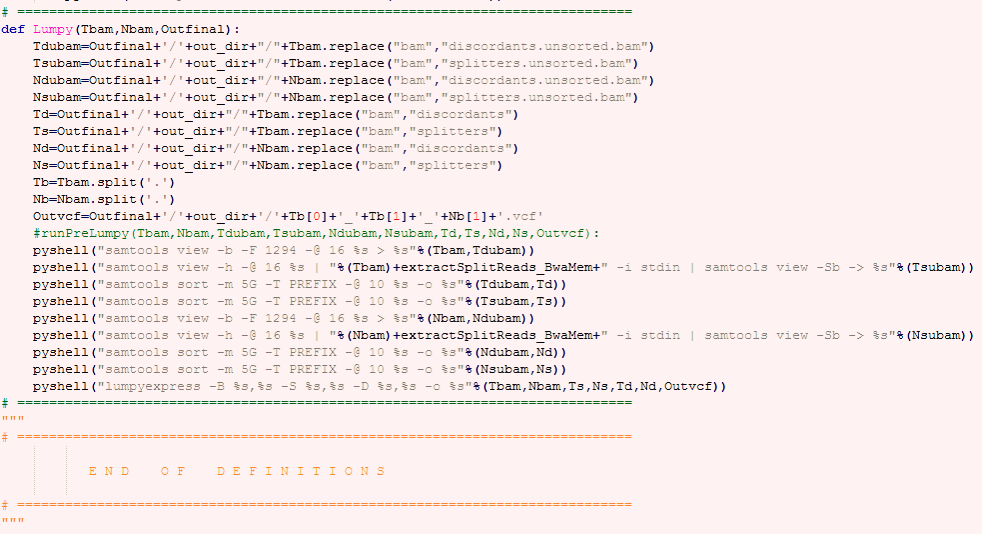 # =============================================================================
def Lumpy(Tbam,Nbam,Outfinal):
    Tdubam=Outfinal+'/'+out_dir+"/"+Tbam.replace("bam","discordants.unsorted.bam")
    Tsubam=Outfinal+'/'+out_dir+"/"+Tbam.replace("bam","splitters.unsorted.bam")
    Ndubam=Outfinal+'/'+out_dir+"/"+Nbam.replace("bam","discordants.unsorted.bam")
    Nsubam=Outfinal+'/'+out_dir+"/"+Nbam.replace("bam","splitters.unsorted.bam")
    Td=Outfinal+'/'+out_dir+"/"+Tbam.replace("bam","discordants")
    Ts=Outfinal+'/'+out_dir+"/"+Tbam.replace("bam","splitters")
    Nd=Outfinal+'/'+out_dir+"/"+Nbam.replace("bam","discordants")
    Ns=Outfinal+'/'+out_dir+"/"+Nbam.replace("bam","splitters")
    Tb=Tbam.split('.')
    Nb=Nbam.split('.')
    Outvcf=Outfinal+'/'+out_dir+'/'+Tb[0]+'_'+Tb[1]+'_'+Nb[1]+'.vcf'
    #runPreLumpy(Tbam,Nbam,Tdubam,Tsubam,Ndubam,Nsubam,Td,Ts,Nd,Ns,Outvcf):
    pyshell("samtools view -b -F 1294 -@ 16 %s > %s"%(Tbam,Tdubam))
    pyshell("samtools view -h -@ 16 %s | "%(Tbam)+extractSplitReads_BwaMem+" -i stdin | samtools view -Sb -> %s"%(Tsubam))
    pyshell("samtools sort -m 5G -T PREFIX -@ 10 %s -o %s"%(Tdubam,Td))
    pyshell("samtools sort -m 5G -T PREFIX -@ 10 %s -o %s"%(Tsubam,Ts))
    pyshell("samtools view -b -F 1294 -@ 16 %s > %s"%(Nbam,Ndubam))
    pyshell("samtools view -h -@ 16 %s | "%(Nbam)+extractSplitReads_BwaMem+" -i stdin | samtools view -Sb -> %s"%(Nsubam))
    pyshell("samtools sort -m 5G -T PREFIX -@ 10 %s -o %s"%(Ndubam,Nd))
    pyshell("samtools sort -m 5G -T PREFIX -@ 10 %s -o %s"%(Nsubam,Ns))
    pyshell("lumpyexpress -B %s,%s -S %s,%s -D %s,%s -o %s"%(Tbam,Nbam,Ts,Ns,Td,Nd,Outvcf))
# =============================================================================
"""
# =============================================================================
E N D   O F   D E F I N I T I O N S
# =============================================================================
"""